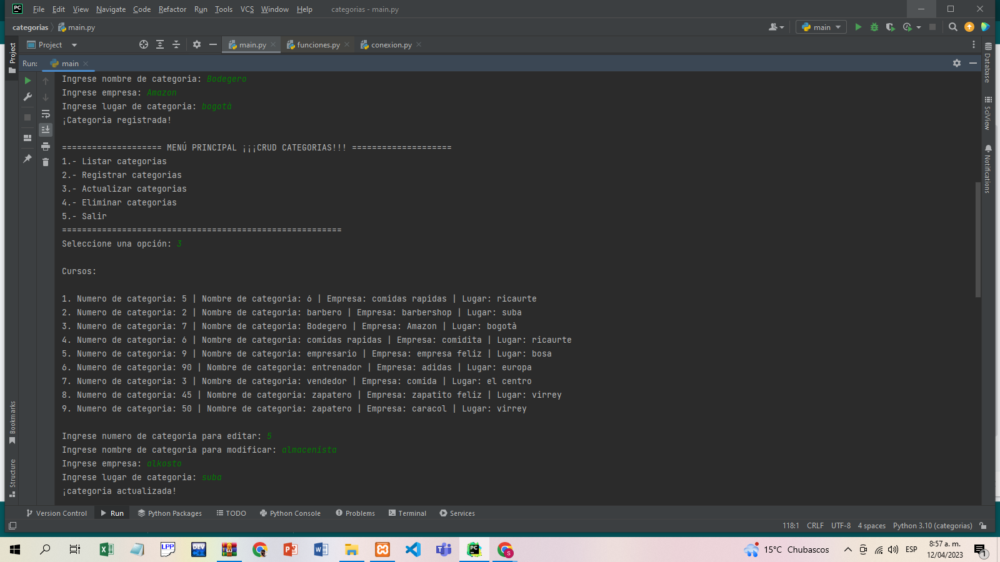 File Edit View Navigate Code Refactor Run Tools VCS Window Help categorias - main.py
categorias main.py main
Project main.py funciones.py conexion.py
Run: main
Project
Database
SciView
Notifications
Bookmarks
Structure
Ingrese nombre de categoria: Bodegero
Ingrese empresa: Amazon
Ingrese lugar de categoria: bogotà
¡Categoria registrada!
==================== MENÚ PRINCIPAL ¡¡¡CRUD CATEGORIAS!!! ====================
1.- Listar categorias
2.- Registrar categorias
3.- Actualizar categorias
4.- Eliminar categorias
5.- Salir
========================================================
Seleccione una opción: 3
Cursos:
1. Numero de categoria: 5 | Nombre de categoria: 6 | Empresa: comidas rapidas | Lugar: ricaurte
2. Numero de categoria: 2 | Nombre de categoria: barbero | Empresa: barbershop | Lugar: suba
3. Numero de categoria: 7 | Nombre de categoria: Bodegero | Empresa: Amazon | Lugar: bogotà
4. Numero de categoria: 6 | Nombre de categoria: comidas rapidas | Empresa: comidita | Lugar: ricaurte
5. Numero de categoria: 9 | Nombre de categoria: empresario | Empresa: empresa feliz | Lugar: bosa
6. Numero de categoria: 90 | Nombre de categoria: entrenador | Empresa: adidas | Lugar: europa
7. Numero de categoria: 3 | Nombre de categoria: vendedor | Empresa: comida | Lugar: el centro
8. Numero de categoria: 45 | Nombre de categoria: zapatero | Empresa: zapatito feliz | Lugar: virrey
9. Numero de categoria: 50 | Nombre de categoria: zapatero | Empresa: caracol | Lugar: virrey
Ingrese numero de categoria para editar: 5
Ingrese nombre de categoria para modificar: almacenista
Ingrese empresa: alkosto
Ingrese lugar de categoria: suba
¡categoria actualizada!
Version Control Run Python Packages TODO Python Console Problems Terminal Services
118:1 CRLF UTF-8 4 spaces Python 3.10 (categorias)
15°C Chubascos ESP 8:57 a. m.
12/04/2023 1